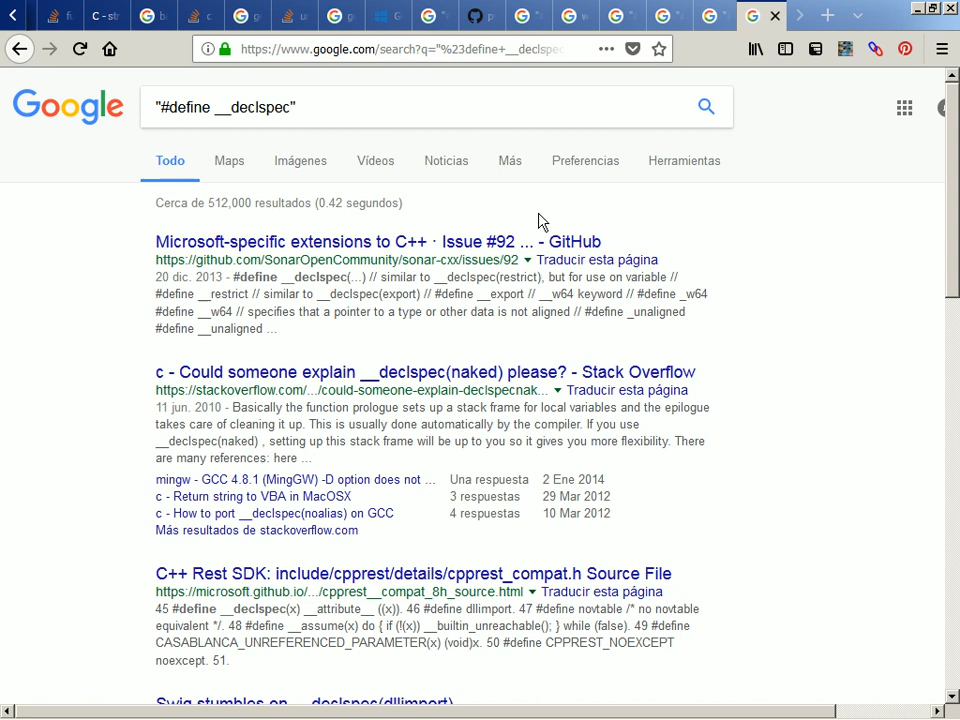 C - str
https://www.google.com/search?q="%23define+__declspec
Google
"#define __declspec"
Todo
Maps
Imágenes
Vídeos
Noticias
Más
Preferencias
Herramientas
Cerca de 512,000 resultados (0.42 segundos)
Microsoft-specific extensions to C++ · Issue #92 ... - GitHub
https://github.com/SonarOpenCommunity/sonar-cxx/issues/92 Traducir esta página
20 dic. 2013 - #define __declspec(...) // similar to __declspec(restrict), but for use on variable //
#define __restrict // similar to __declspec(export) // #define __export // __w64 keyword // #define _w64
#define __w64 // specifies that a pointer to a type or other data is not aligned // #define _unaligned
#define __unaligned ...
c - Could someone explain __declspec(naked) please? - Stack Overflow
https://stackoverflow.com/.../could-someone-explain-declspecnak... Traducir esta página
11 jun. 2010 - Basically the function prologue sets up a stack frame for local variables and the epilogue
takes care of cleaning it up. This is usually done automatically by the compiler. If you use
__declspec(naked) , setting up this stack frame will be up to you so it gives you more flexibility. There
are many references: here ...
mingw - GCC 4.8.1 (MinGW) -D option does not ... Una respuesta 2 Ene 2014
c - Return string to VBA in MacOSX 3 respuestas 29 Mar 2012
c - How to port __declspec(noalias) on GCC 4 respuestas 10 Mar 2012
Más resultados de stackoverflow.com
C++ Rest SDK: include/cpprest/details/cpprest_compat.h Source File
https://microsoft.github.io/.../cpprest__compat_8h_source.html Traducir esta página
45 #define __declspec(x) __attribute__ ((x)). 46 #define dllimport. 47 #define novtable /* no novtable
equivalent */. 48 #define __assume(x) do { if (!(x)) __builtin_unreachable(); } while (false). 49 #define
CASABLANCA_UNREFERENCED_PARAMETER(x) (void)x. 50 #define CPPREST_NOEXCEPT
noexcept. 51.
Swig stumbles on __declspec(dllimport)